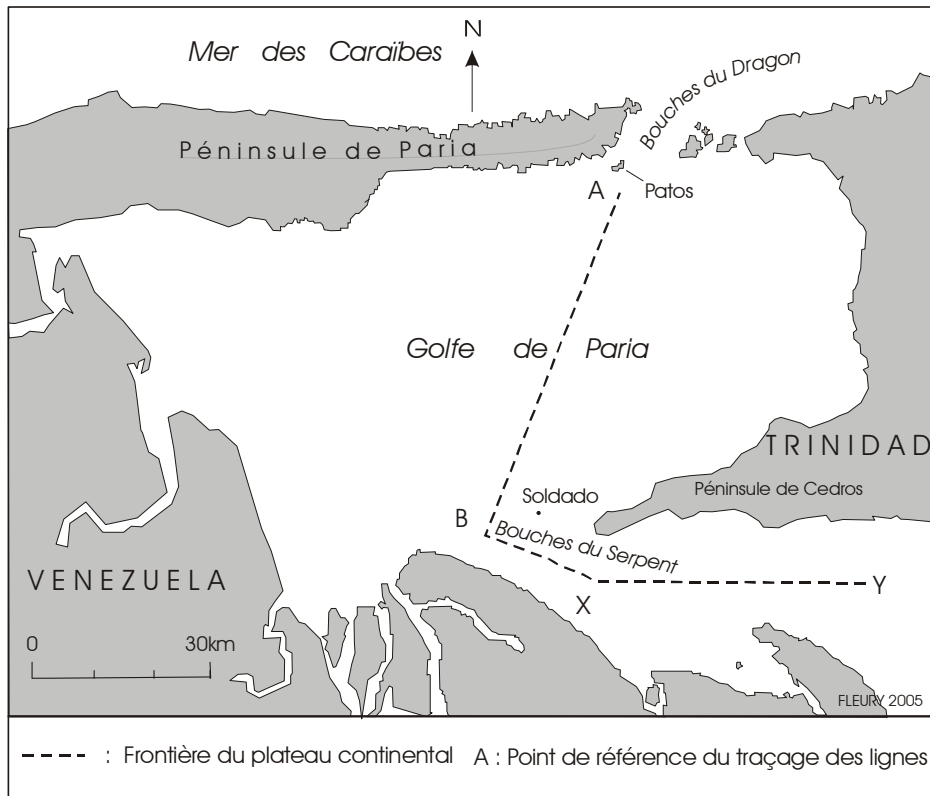 N
Mer des Caraïbes
Bouches du Dragon
Péninsule de Paria
A
Patos
Golfe de Paria
TRINIDAD
Péninsule de Cedros
Soldado
B
Bouches du Serpent
VENEZUELA
X
Y
0 30km
FLEURY 2005
: Frontière du plateau continental A : Point de référence du traçage des lignes